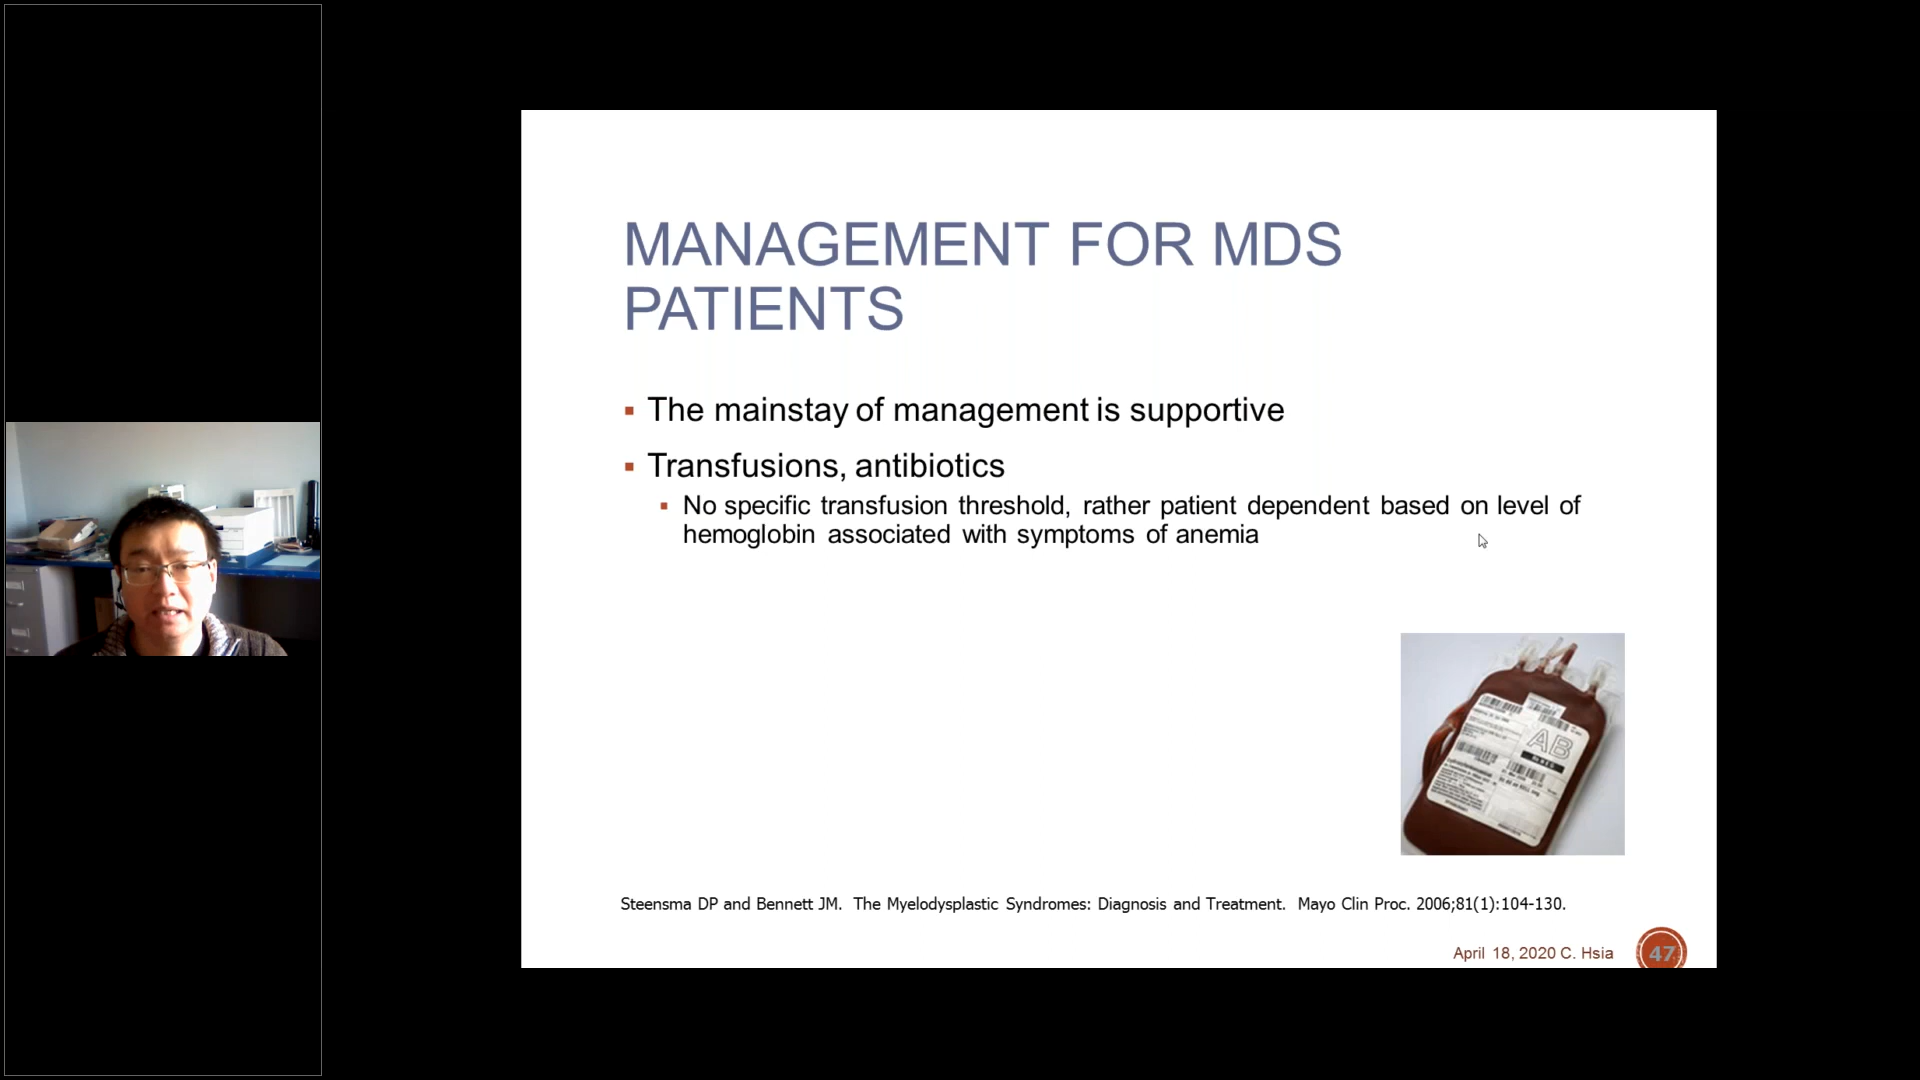 MANAGEMENT FOR MDS
PATIENTS
The mainstay of management is supportive
Transfusions, antibiotics
No specific transfusion threshold, rather patient dependent based on level of
hemoglobin associated with symptoms of anemia
AB
Steensma DP and Bennett JM. The Myelodysplastic Syndromes: Diagnosis and Treatment. Mayo Clin Proc. 2006;81(1):104-130.
April 18, 2020 C. Hsia
47